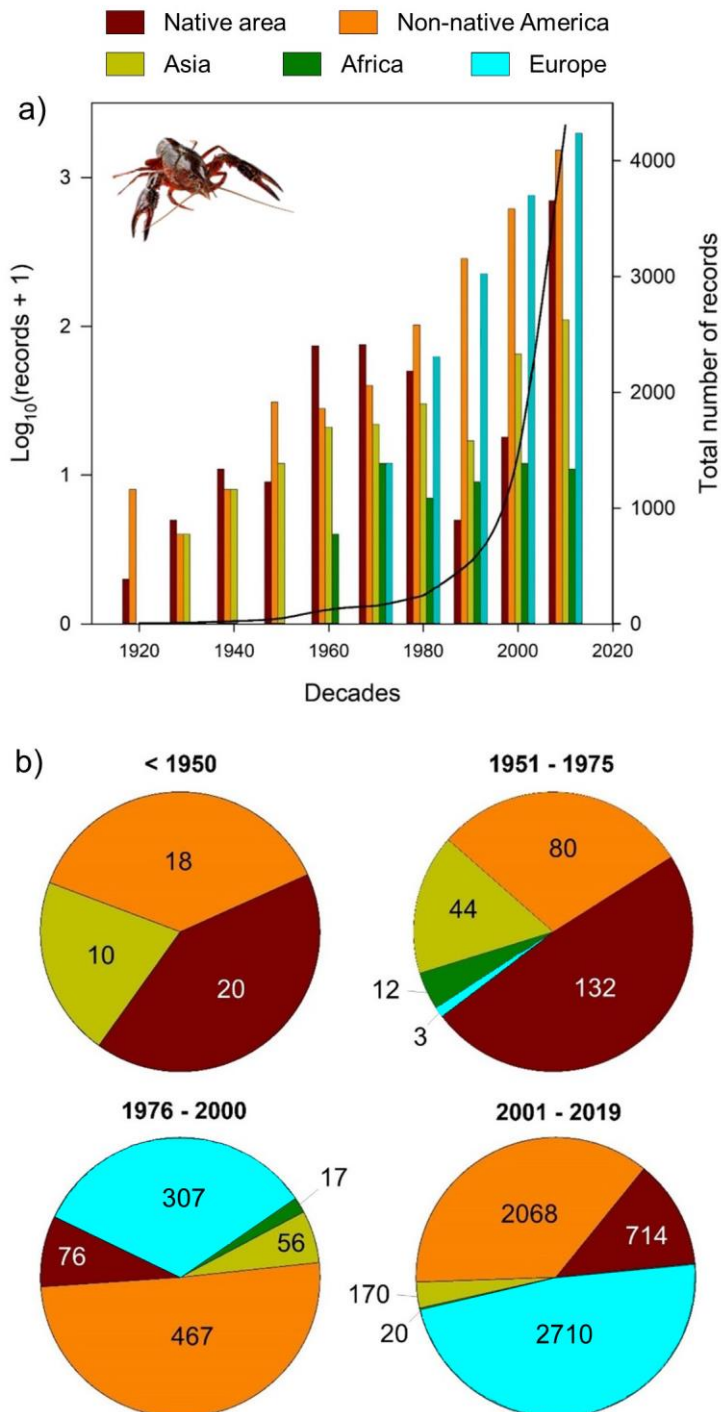 Native area Non-native America
Asia Africa Europe
a)
Log10(records + 1)
3
2
1
0
Total number of records
4000
3000
2000
1000
0
1920 1940 1960 1980 2000 2020
Decades
b)
< 1950 1951 - 1975
18
10
20
80
44
12
3
132
1976 - 2000 2001 - 2019
307
17
76
56
467
2068
714
170
20
2710